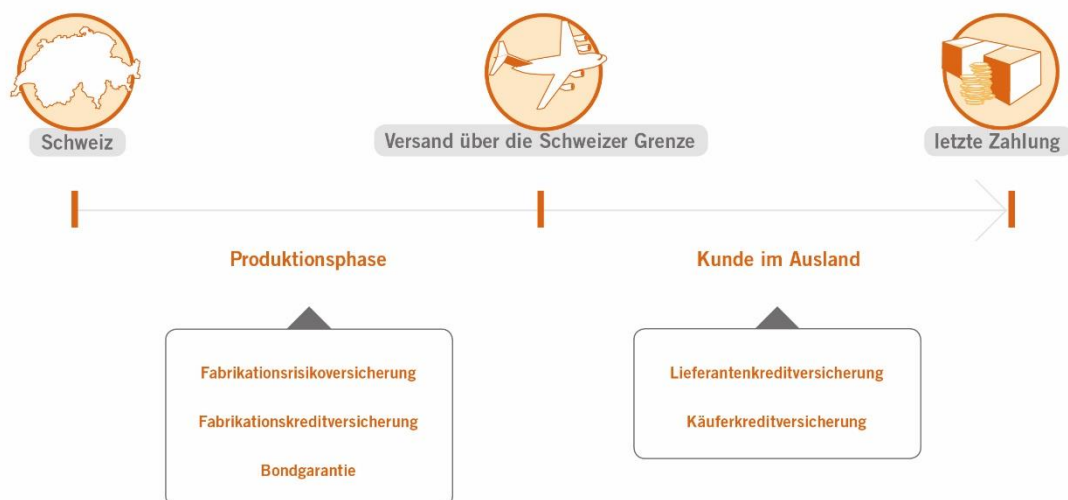 Schweiz
Versand über die Schweizer Grenze
letzte Zahlung
Produktionsphase
Kunde im Ausland
Fabrikationsrisikoversicherung
Fabrikationskreditversicherung
Bondgarantie
Lieferantenkreditversicherung
Käuferkreditversicherung